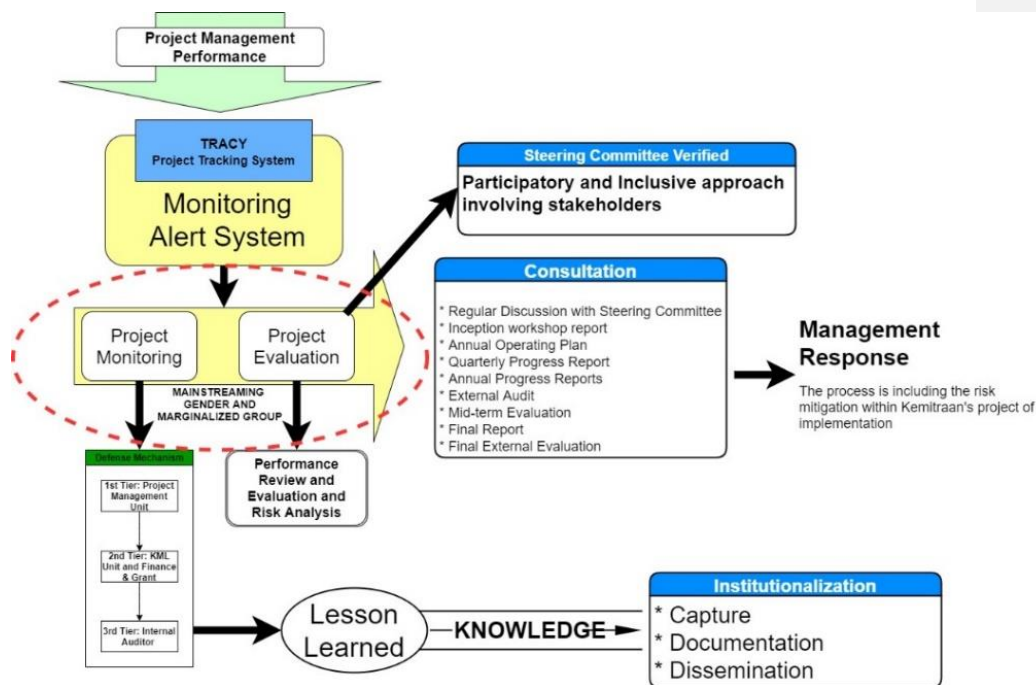 Project Management
Performance
TRACY
Project Tracking System
Monitoring
Alert System
Steering Committee Verified
Participatory and Inclusive approach
involving stakeholders
Project
Monitoring
Project
Evaluation
MAINSTREAMING
GENDER AND
MARGINALIZED GROUP
Consultation
* Regular Discussion with Steering Committee
* Inception workshop report
* Annual Operating Plan
* Quarterly Progress Report
* Annual Progress Reports
* External Audit
* Mid-term Evaluation
* Final Report
* Final External Evaluation
Management
Response
The process is including the risk
mitigation within Kemitraan's project of
implementation
Defense Mechanism
1st Tier: Project
Management
Unit
2nd Tier: KML
Unit and Finance
& Grant
3rd Tier: Internal
Auditor
Performance
Review and
Evaluation and
Risk Analysis
Lesson
Learned
KNOWLEDGE
Institutionalization
* Capture
* Documentation
* Dissemination